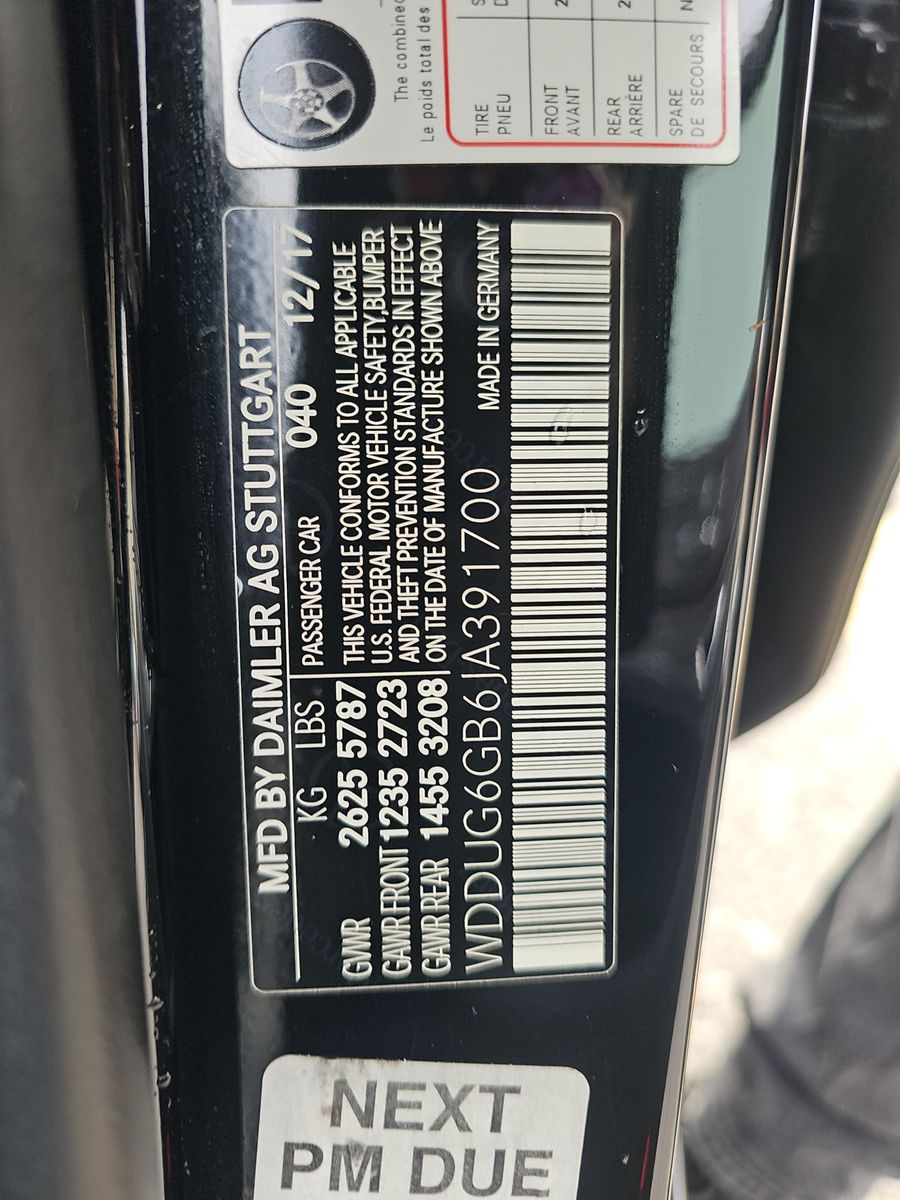 MFD BY DAIMLER AG STUTTGART
KG LBS PASSENGER CAR 040 12/17
GVWR 2625 5787
GAWR FRONT 1235 2723
GAWR REAR 1455 3208
THIS VEHICLE CONFORMS TO ALL APPLICABLE
U.S. FEDERAL MOTOR VEHICLE SAFETY,BUMPER
AND THEFT PREVENTION STANDARDS IN EFFECT
ON THE DATE OF MANUFACTURE SHOWN ABOVE
WDDUG6GB6JA391700 MADE IN GERMANY
The combined
Le poids total des
TIRE
PNEU
FRONT
AVANT
REAR
ARRIÈRE
SPARE
DE SECOURS
NEXT
PM DUE